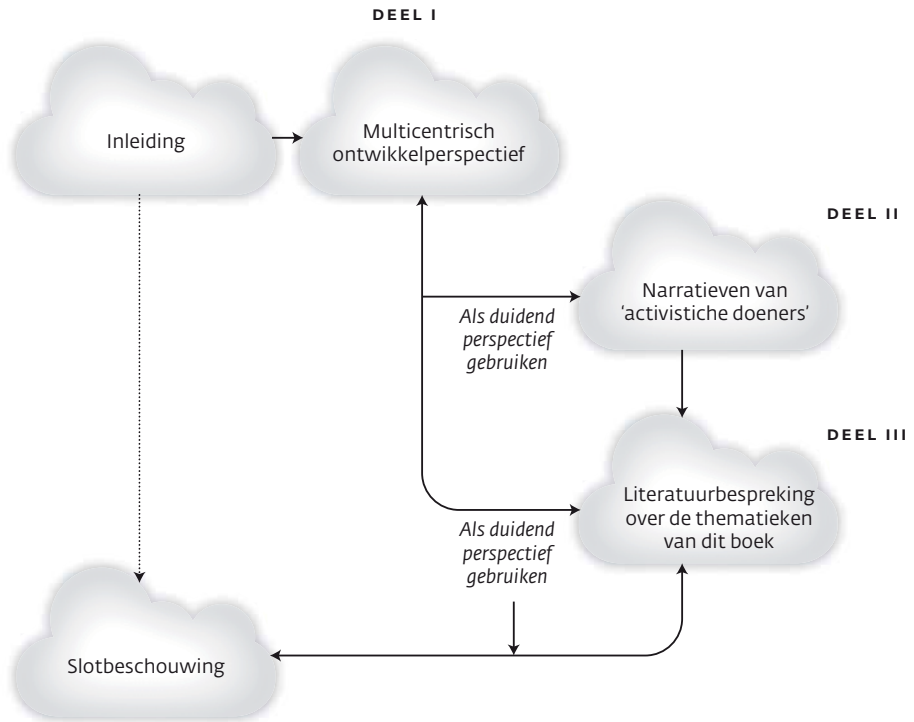 DEEL I
Inleiding
Multicentrisch
ontwikkelperspectief
DEEL II
Narratieven van
‘activistiche doeners’
Als duidend
perspectief
gebruiken
DEEL III
Literatuurbespreking
over de thematieken
van dit boek
Als duidend
perspectief
gebruiken
Slotbeschouwing